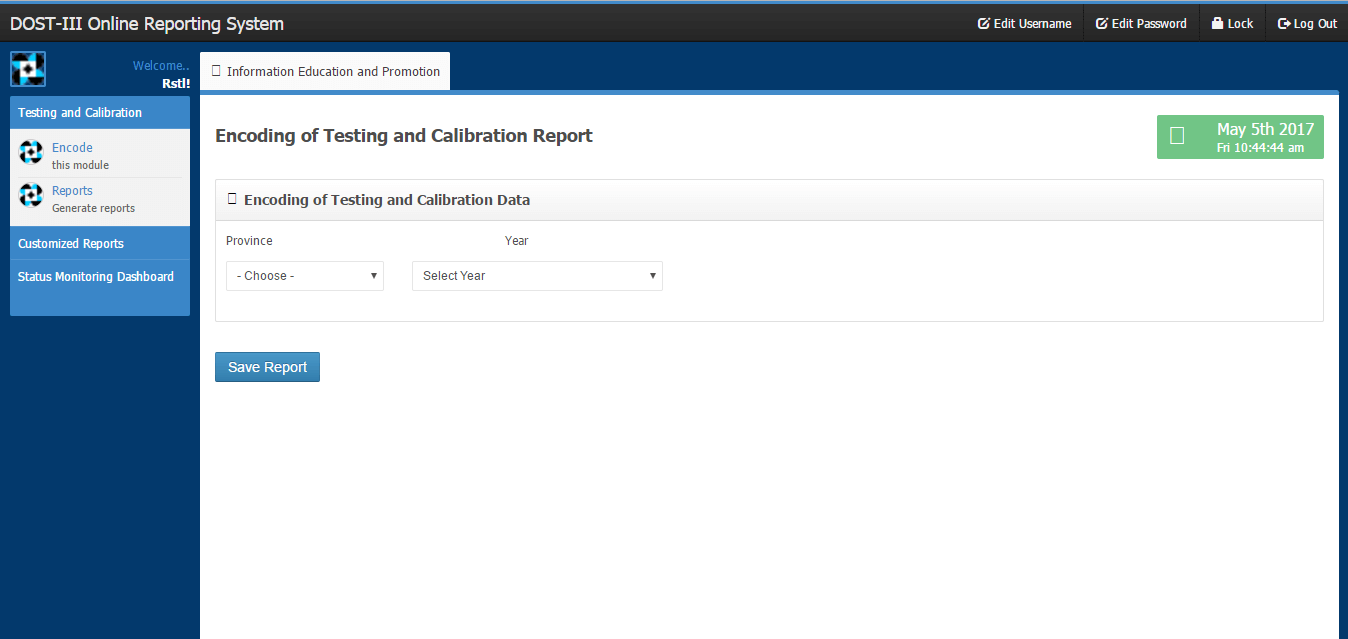 DOST-III Online Reporting System
Edit Username
Edit Password
Lock
Log Out
Welcome..
Rstl!
Testing and Calibration
Encode
this module
Reports
Generate reports
Customized Reports
Status Monitoring Dashboard
Information Education and Promotion
Encoding of Testing and Calibration Report
May 5th 2017
Fri 10:44:44 am
Encoding of Testing and Calibration Data
Province Year
- Choose - Select Year
Save Report